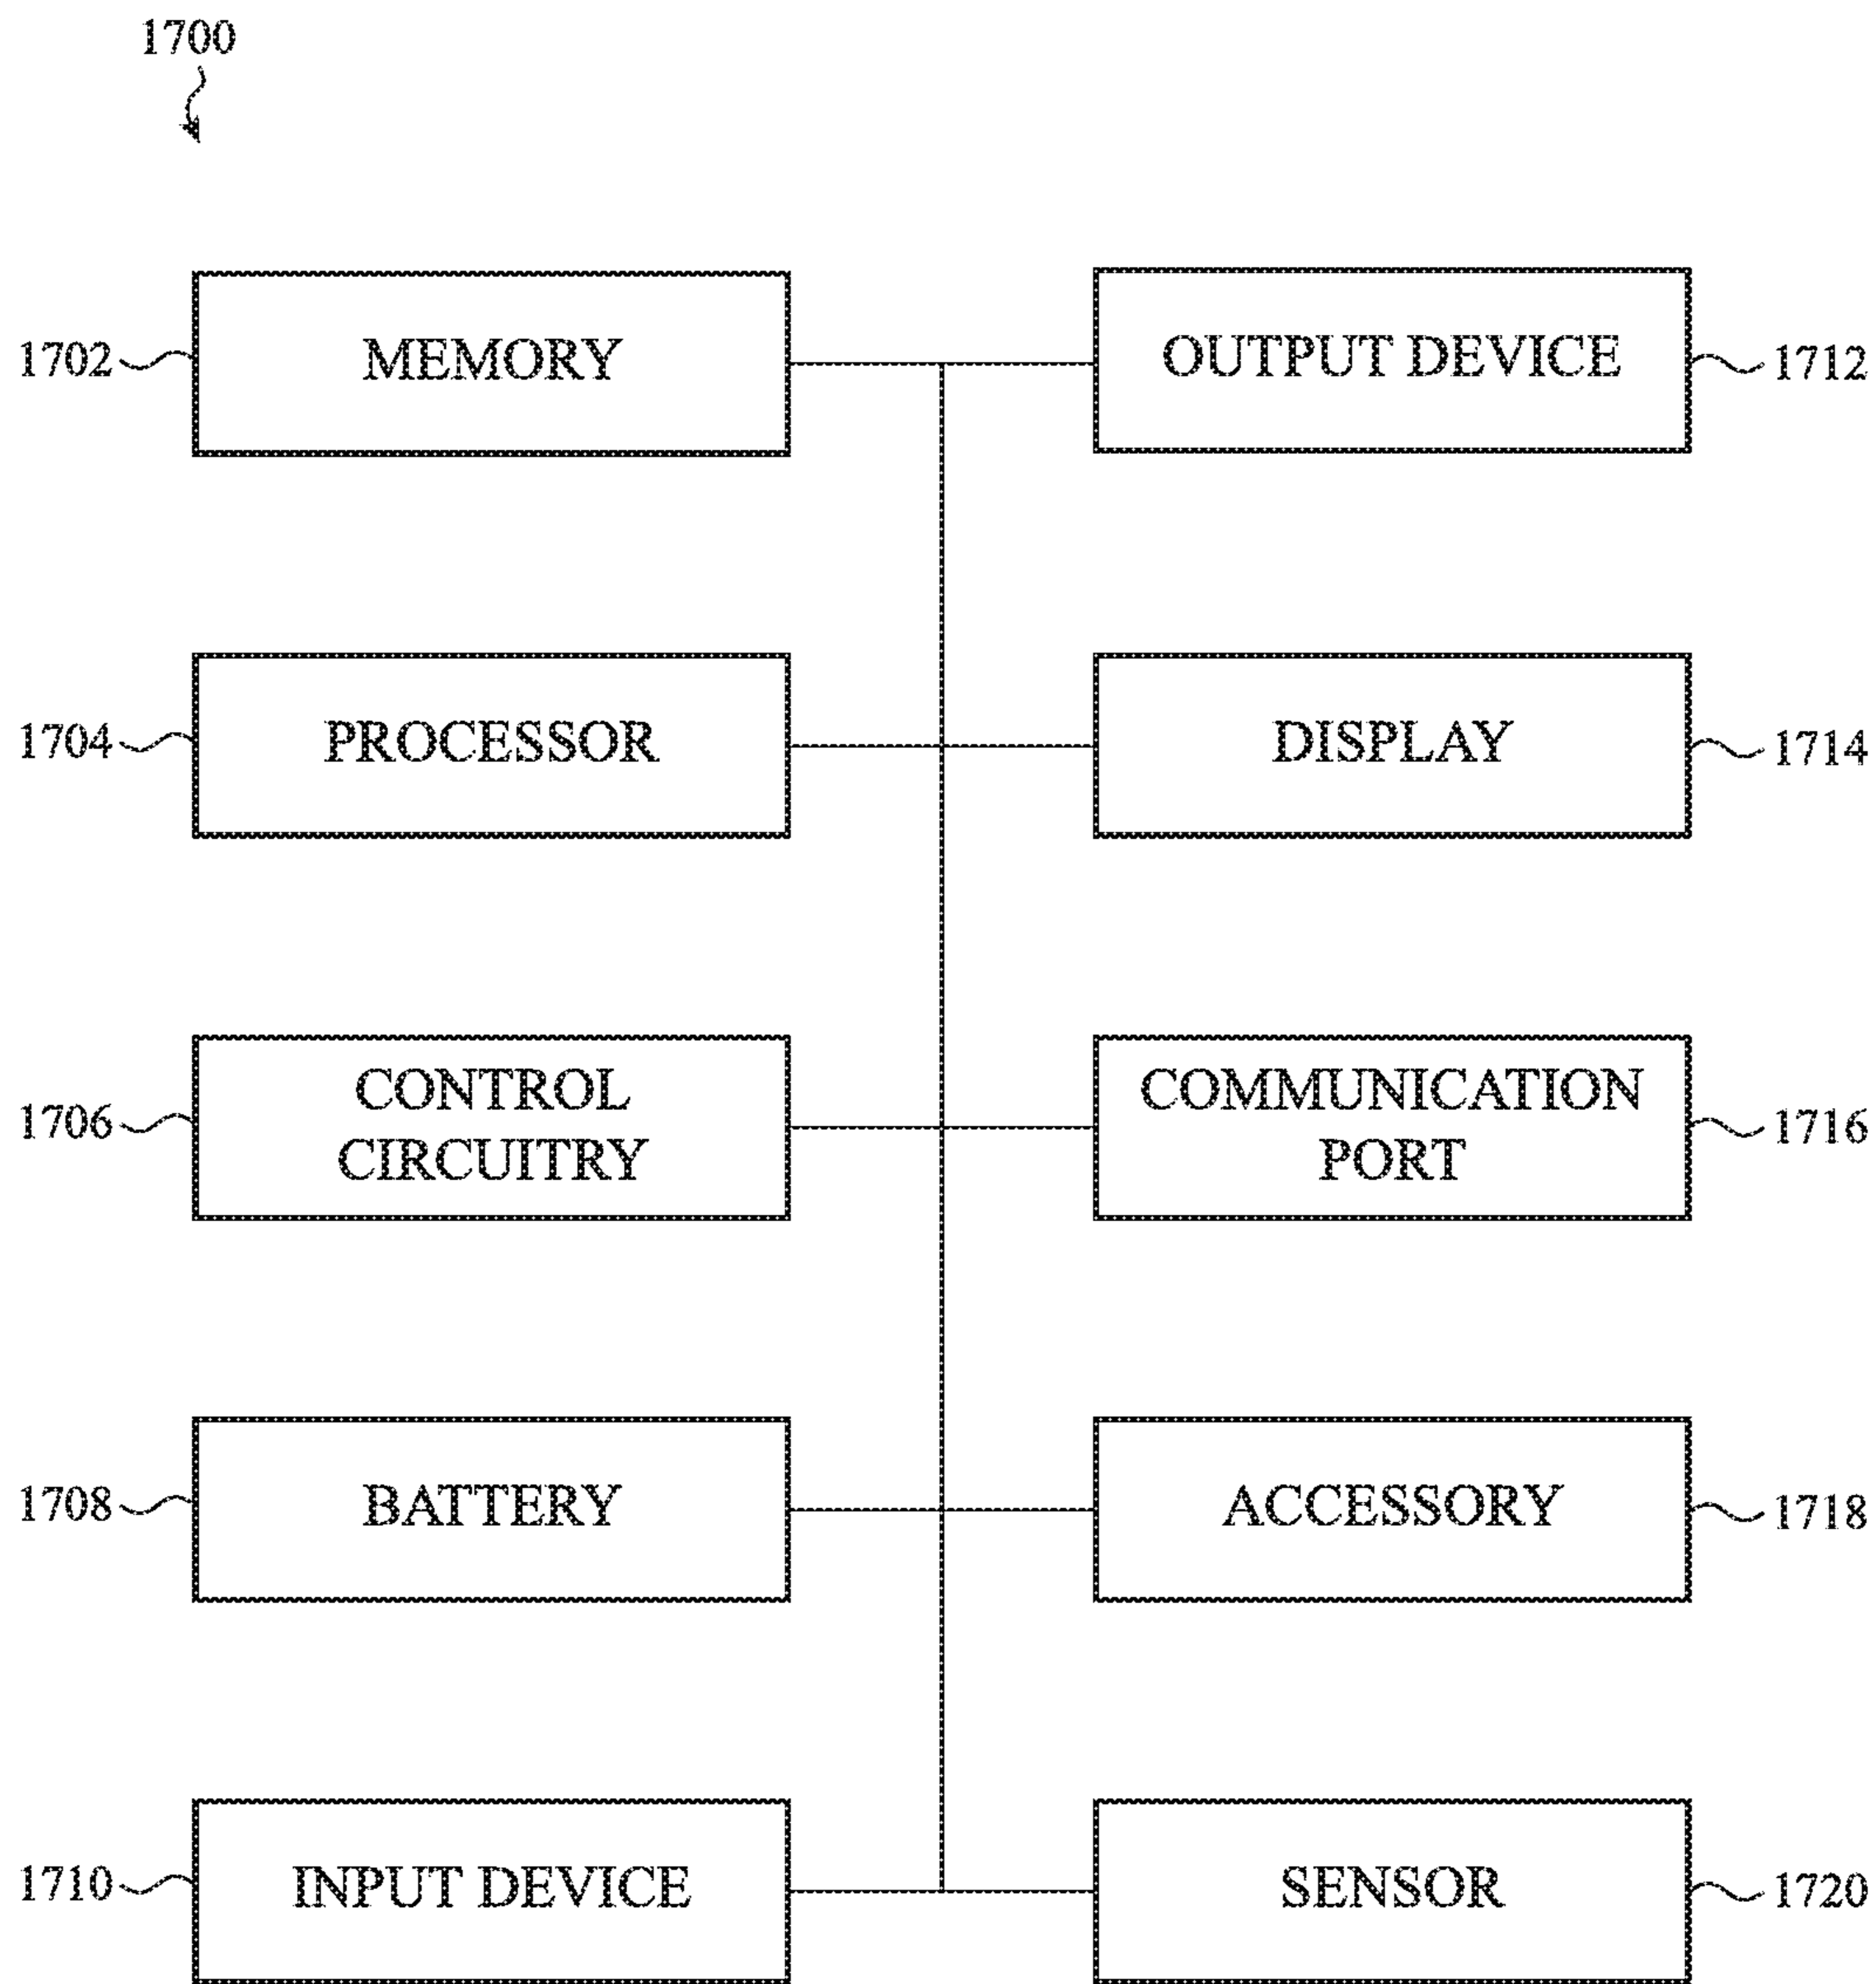 1700
1702
MEMORY
OUTPUT DEVICE
1712
1704
PROCESSOR
DISPLAY
1714
1706
CONTROL
CIRCUITRY
COMMUNICATION
PORT
1716
1708
BATTERY
ACCESSORY
1718
1710
INPUT DEVICE
SENSOR
1720